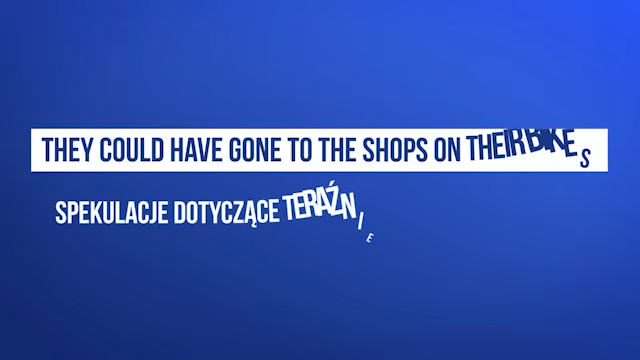 THEY COULD HAVE GONE TO THE SHOPS ON THEIR BIKES
SPEKULACJE DOTYCZĄCE TERAŹNIE